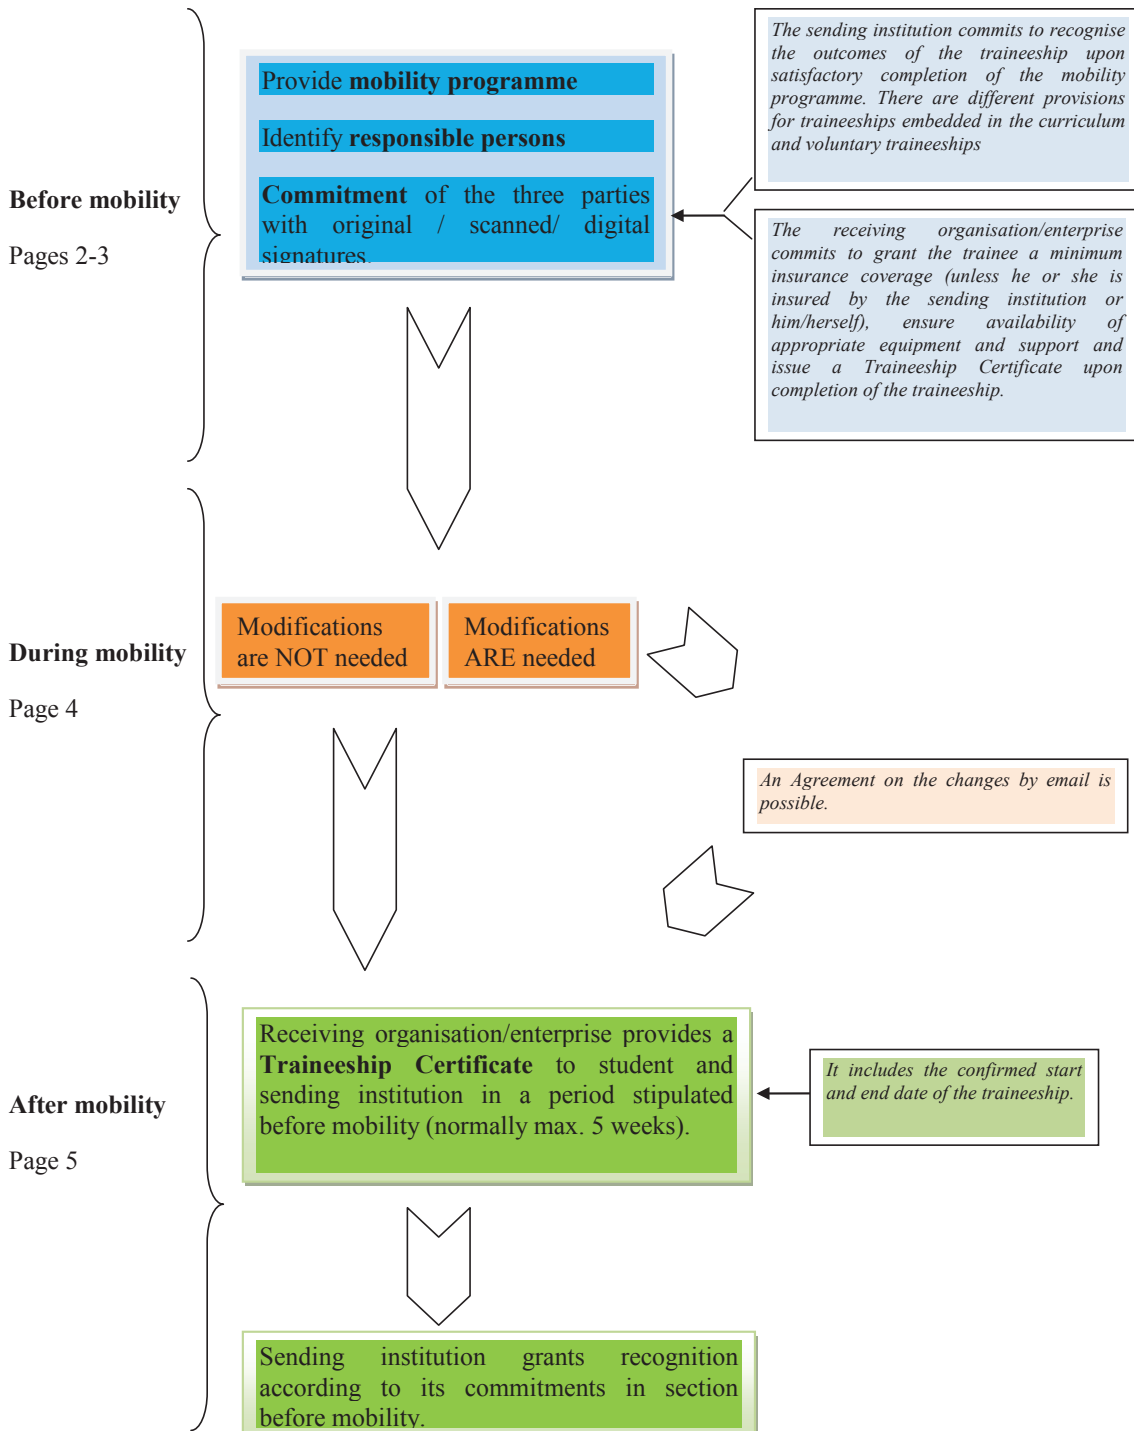 Before mobility
Pages 2-3
Provide mobility programme
Identify responsible persons
Commitment of the three parties
with original / scanned/ digital
signatures.
The sending institution commits to recognise
the outcomes of the traineeship upon
satisfactory completion of the mobility
programme. There are different provisions
for traineeships embedded in the curriculum
and voluntary traineeships
The receiving organisation/enterprise
commits to grant the trainee a minimum
insurance coverage (unless he or she is
insured by the sending institution or
him/herself), ensure availability of
appropriate equipment and support and
issue a Traineeship Certificate upon
completion of the traineeship.
During mobility
Page 4
Modifications
are NOT needed
Modifications
ARE needed
An Agreement on the changes by email is
possible.
After mobility
Page 5
Receiving organisation/enterprise provides a
Traineeship Certificate to student and
sending institution in a period stipulated
before mobility (normally max. 5 weeks).
It includes the confirmed start
and end date of the traineeship.
Sending institution grants recognition
according to its commitments in section
before mobility.